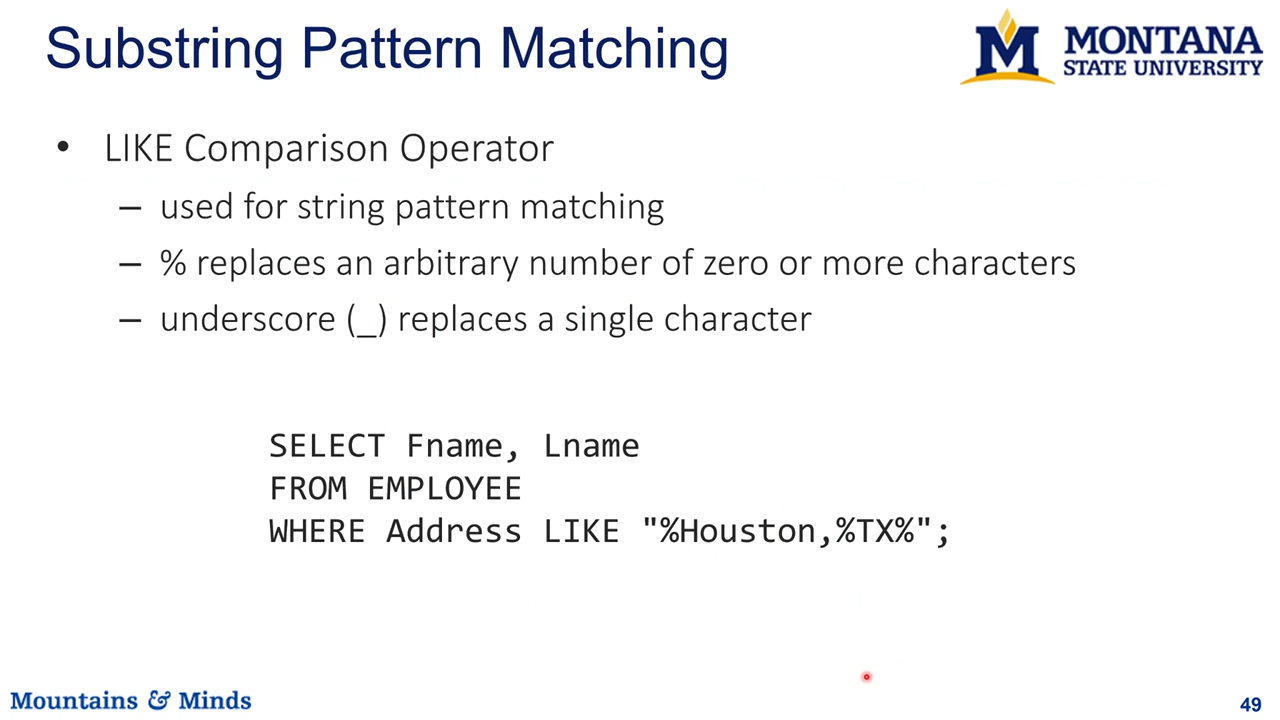 Substring Pattern Matching
MONTANA
STATE UNIVERSITY
• LIKE Comparison Operator
– used for string pattern matching
– % replaces an arbitrary number of zero or more characters
– underscore (_) replaces a single character
SELECT Fname, Lname
FROM EMPLOYEE
WHERE Address LIKE "%Houston,%TX%";
Mountains & Minds
49